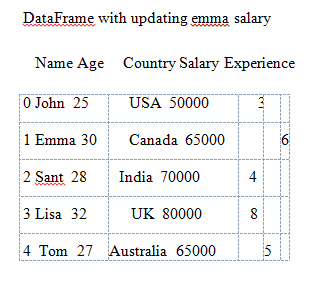 DataFrame with updating emma salary
Name Age Country Salary Experience
0 John 25 USA 50000 3
1 Emma 30 Canada 65000 6
2 Sant 28 India 70000 4
3 Lisa 32 UK 80000 8
4 Tom 27 Australia 65000 5